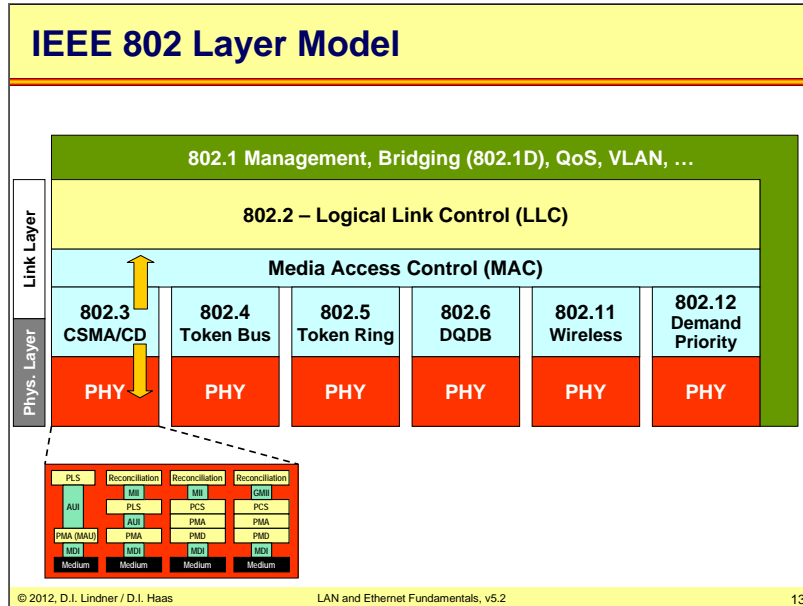 IEEE 802 Layer Model
802.1 Management, Bridging (802.1D), QoS, VLAN, …
Link Layer
802.2 – Logical Link Control (LLC)
Media Access Control (MAC)
Phys. Layer
802.3
CSMA/CD
802.4
Token Bus
802.5
Token Ring
802.6
DQDB
802.11
Wireless
802.12
Demand
Priority
PHY
PHY
PHY
PHY
PHY
PHY
PLS
AUI
PMA (MAU)
MDI
Medium
Reconciliation
MII
PLS
AUI
PMA
MDI
Medium
Reconciliation
MII
PCS
PMA
PMD
MDI
Medium
Reconciliation
GMII
PCS
PMA
PMD
MDI
Medium
© 2012, D.I. Lindner / D.I. Haas
LAN and Ethernet Fundamentals, v5.2
13